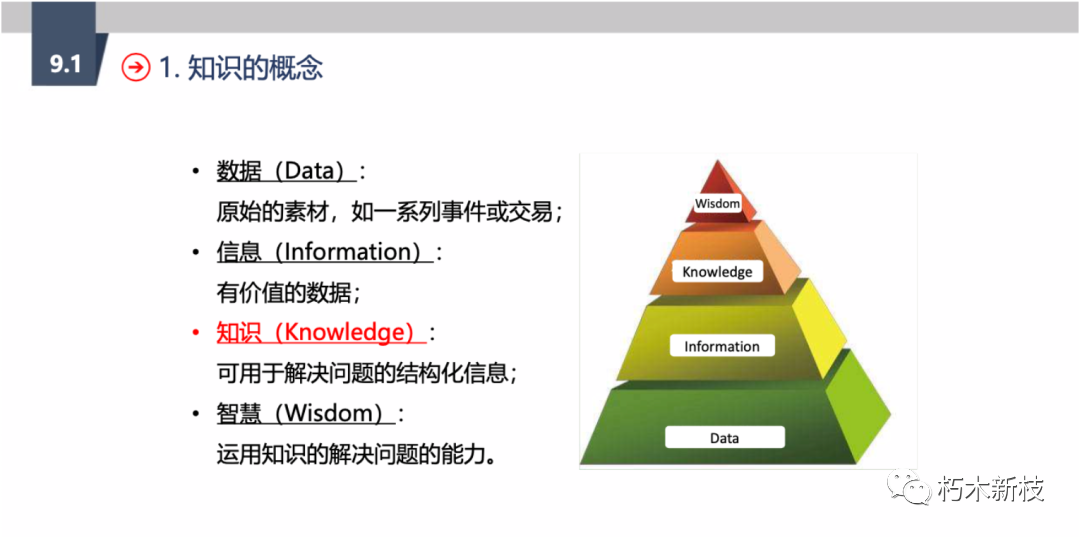 9.1
1. 知识的概念
• 数据（Data）：
原始的素材，如一系列事件或交易；
• 信息（Information）：
有价值的数据；
• 知识（Knowledge）：
可用于解决问题的结构化信息；
• 智慧（Wisdom）：
运用知识的解决问题的能力。
Wisdom
Knowledge
Information
Data
朽木新枝